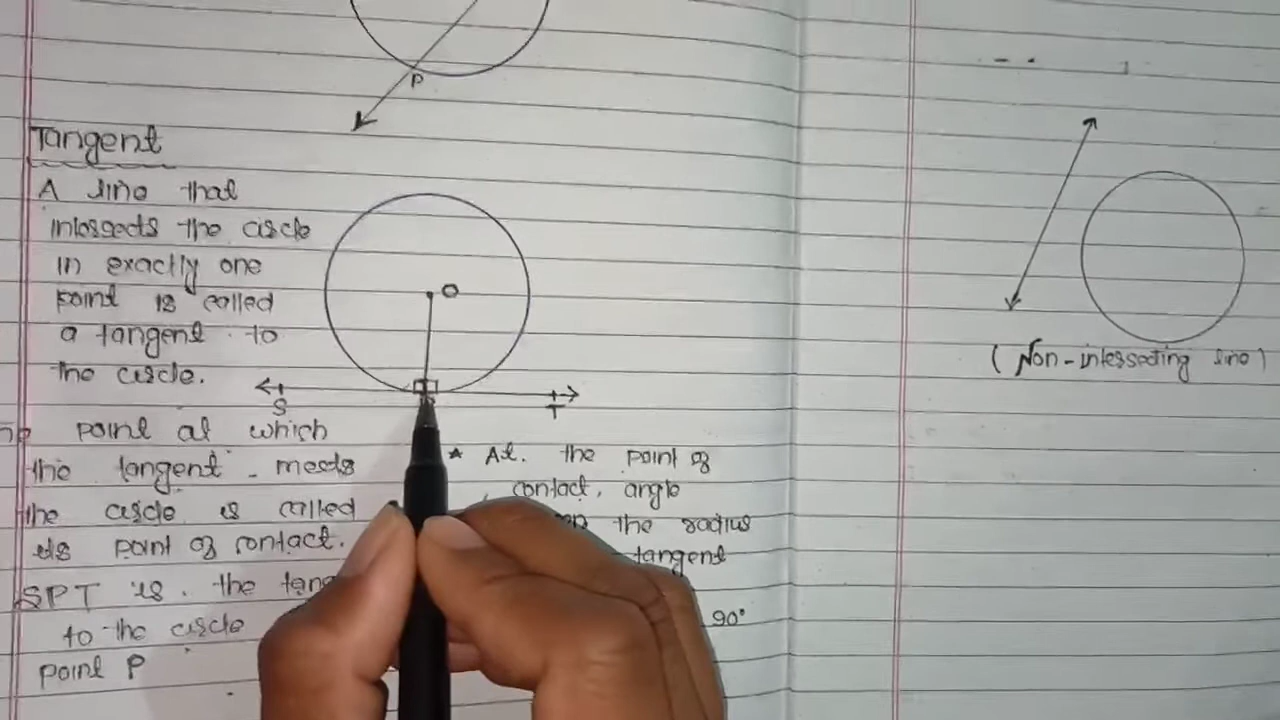 P
Tangent
A line that
intersects the circle
in exactly one
point is called
a tangent to
the circle.
O
S
T
point at which
the tangent meets
the circle is called
its point of contact.
SPT is the
to the circle
point P
* At the point of
contact, angle
the radius
tangent
90°
(Non-intersecting line)